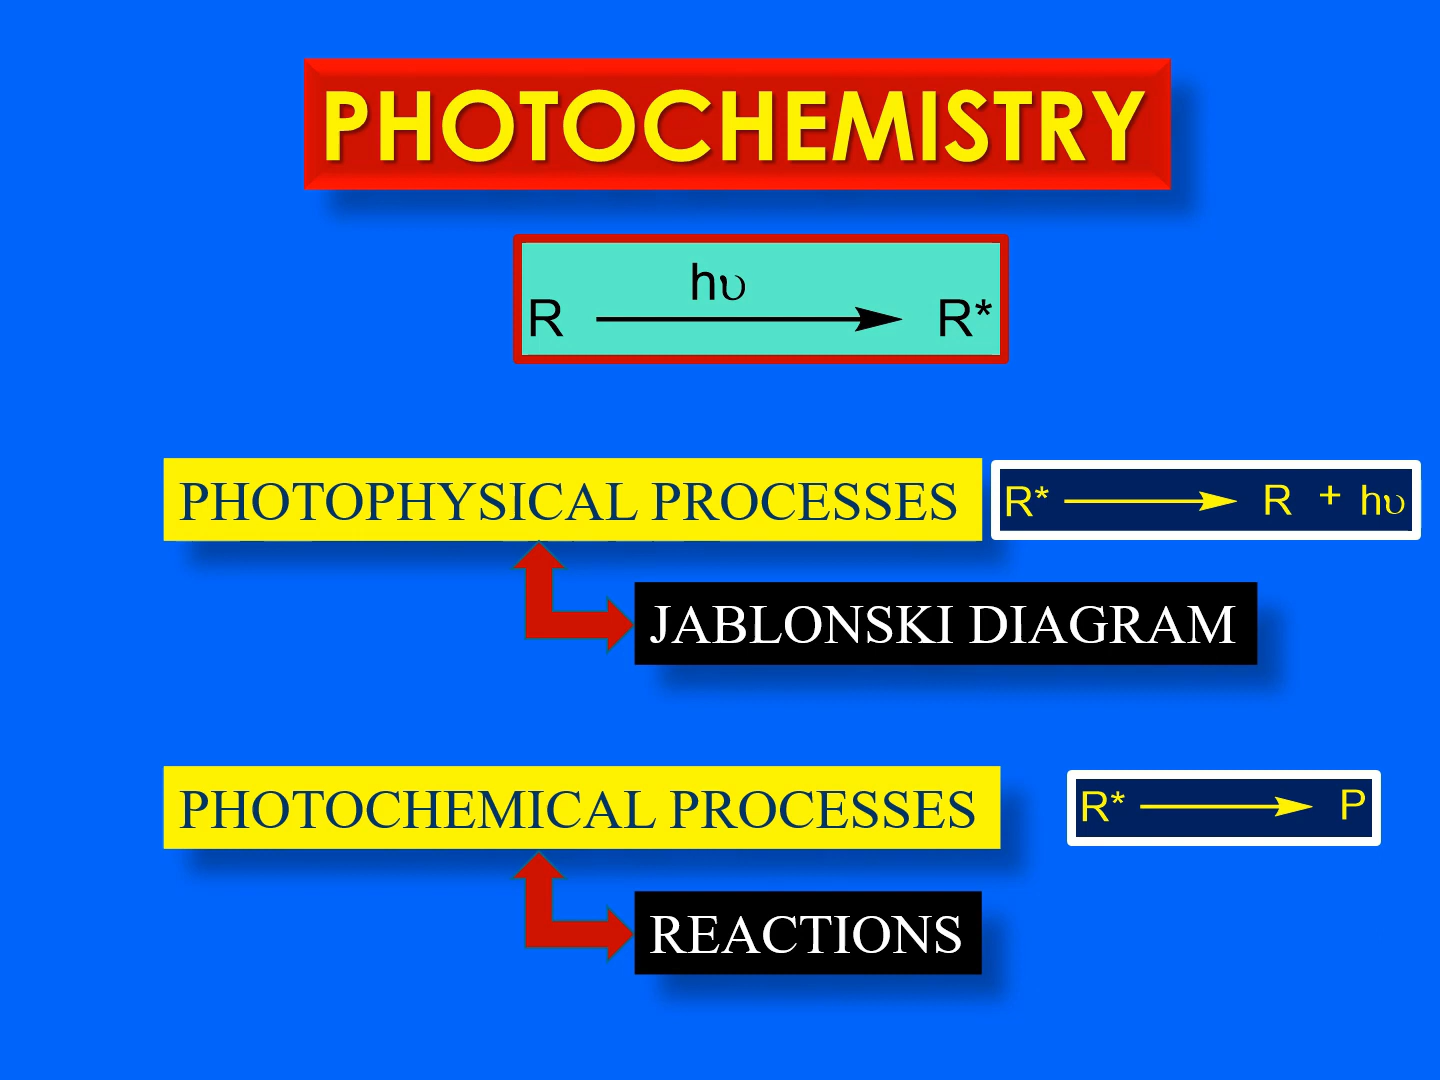 PHOTOCHEMISTRY
hυ
R R*
PHOTOPHYSICAL PROCESSES
R* R + hυ
JABLONSKI DIAGRAM
PHOTOCHEMICAL PROCESSES
R* P
REACTIONS